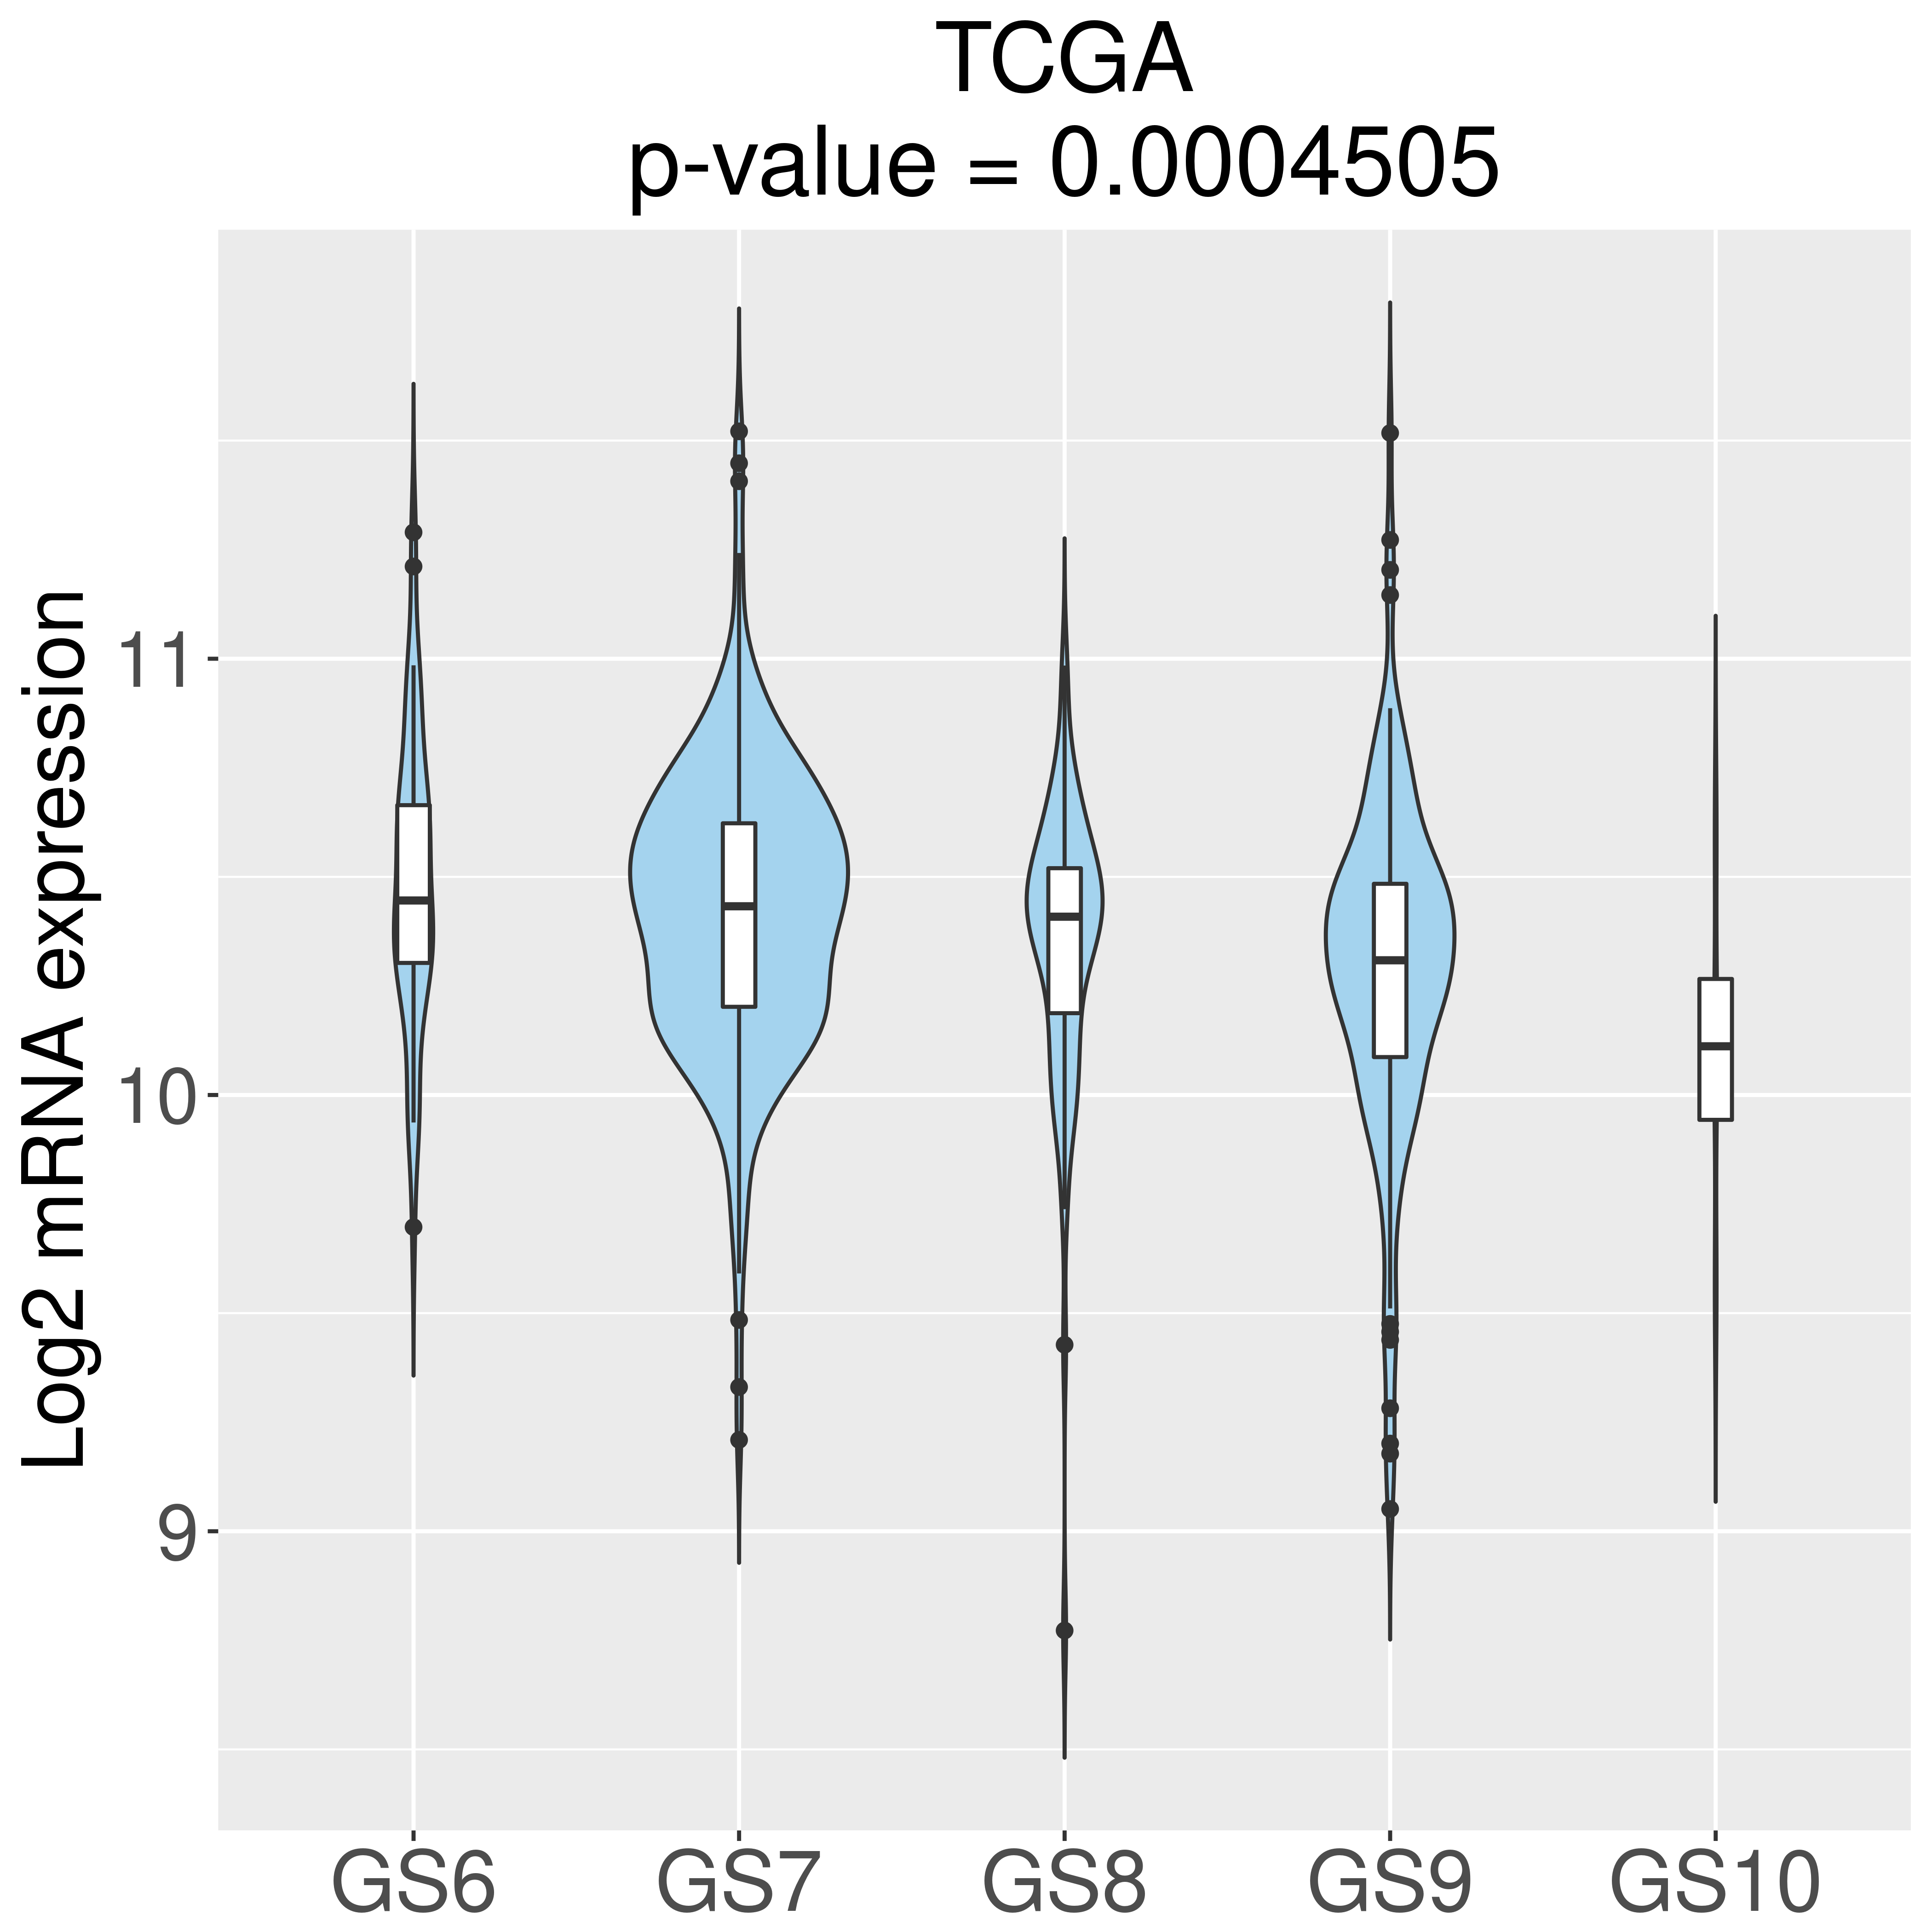 TCGA
p-value = 0.0004505
Log2 mRNA expression
11
10
9
GS6 GS7 GS8 GS9 GS10